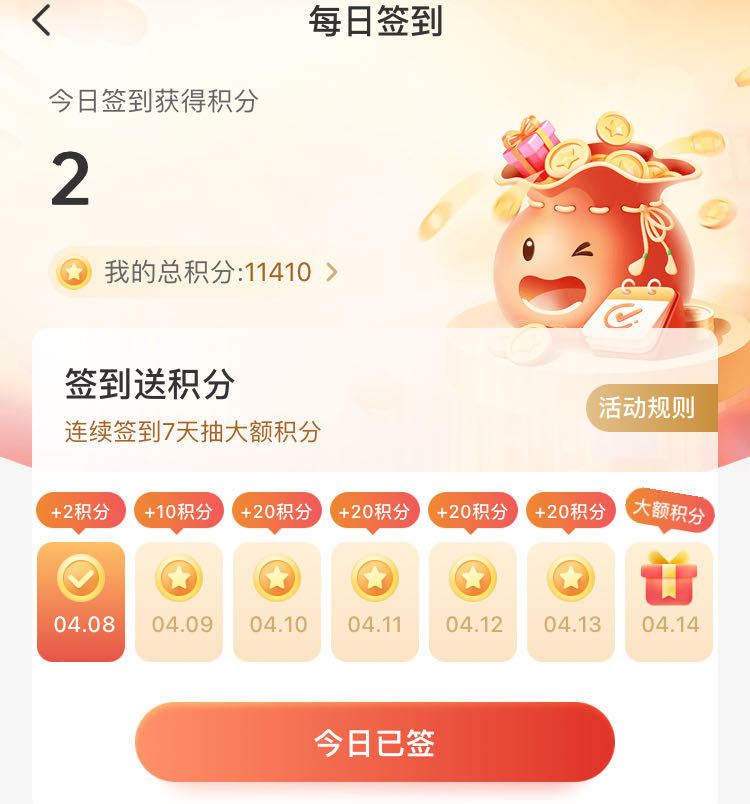 每日签到
今日签到获得积分
2
我的总积分:11410
签到送积分
连续签到7天抽大额积分
活动规则
+2积分 +10积分 +20积分 +20积分 +20积分 +20积分 大额积分
04.08 04.09 04.10 04.11 04.12 04.13 04.14
今日已签